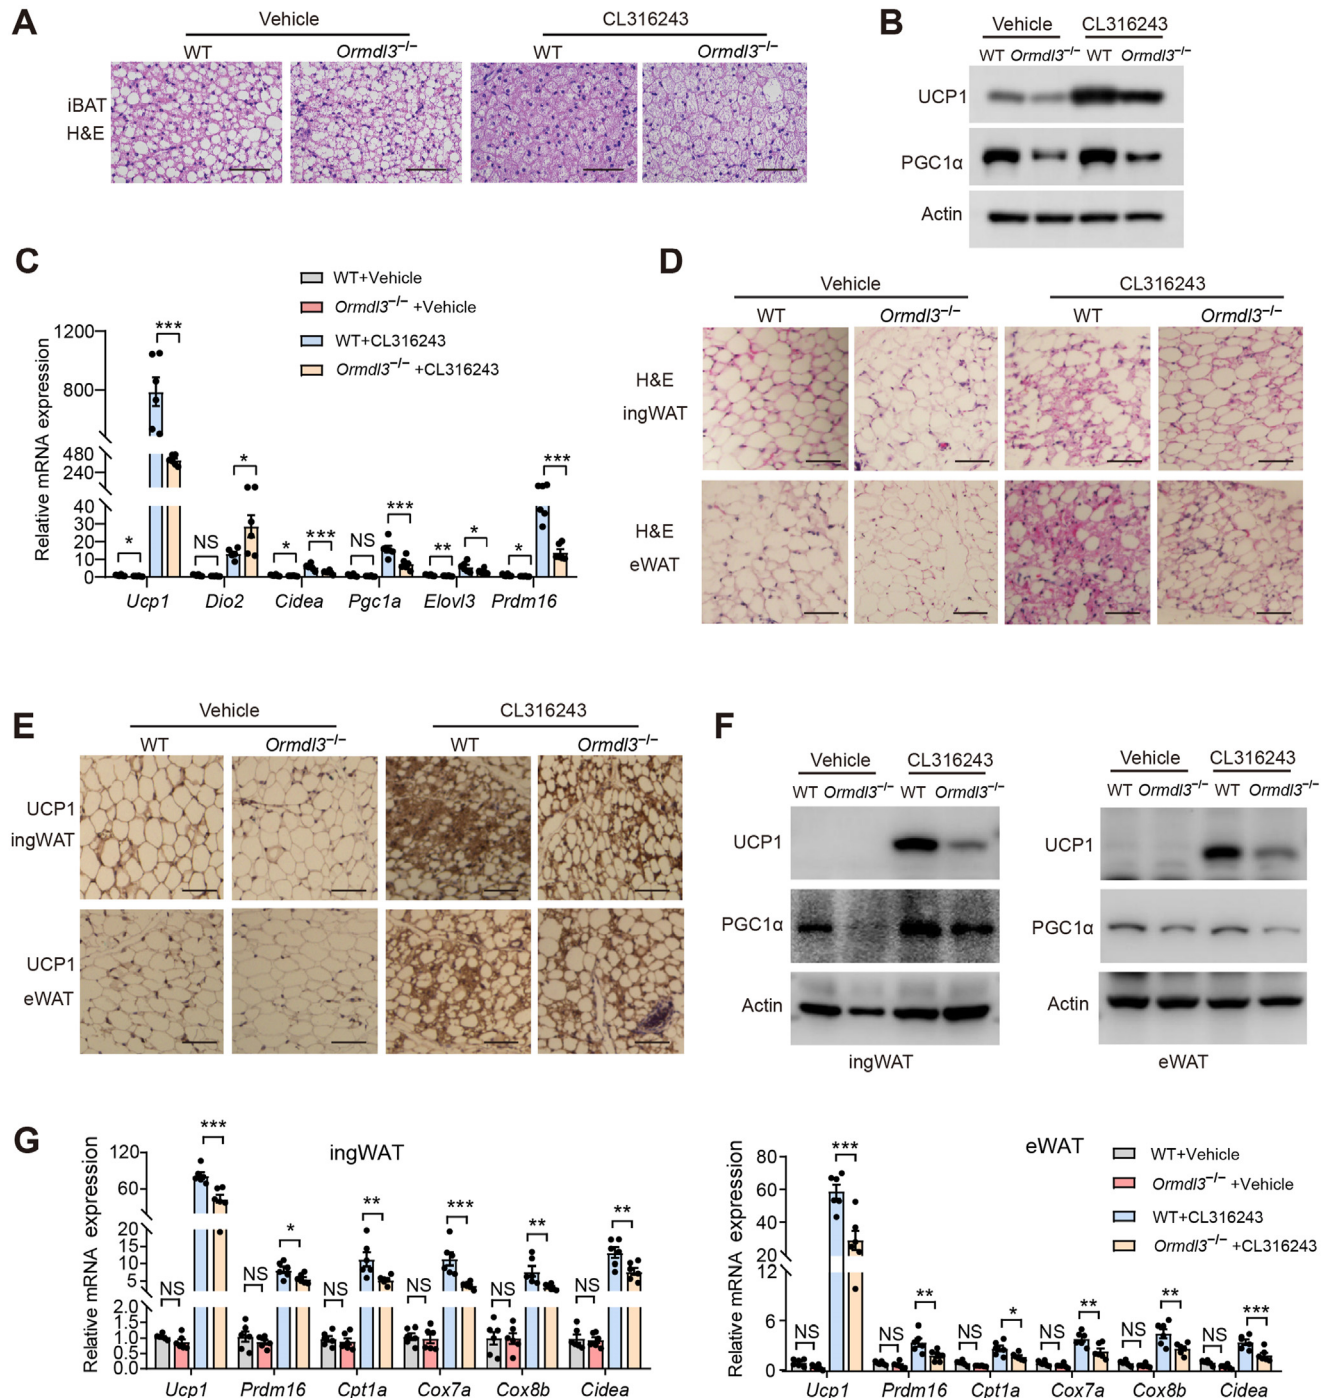 A
Vehicle
CL316243
WT
Ormdl3–/–
WT
Ormdl3–/–
iBAT
H&E
B
Vehicle
CL316243
WT
Ormdl3–/–
WT
Ormdl3–/–
UCP1
PGC1α
Actin
C
WT+Vehicle
Ormdl3–/– +Vehicle
WT+CL316243
Ormdl3–/– +CL316243
Relative mRNA expression
1200
800
480
240
40
30
20
10
0
*
***
NS
*
*
***
NS
***
**
*
*
***
Ucp1
Dio2
Cidea
Pgc1a
Elovl3
Prdm16
D
Vehicle
CL316243
WT
Ormdl3–/–
WT
Ormdl3–/–
H&E
ingWAT
H&E
eWAT
E
Vehicle
CL316243
WT
Ormdl3–/–
WT
Ormdl3–/–
UCP1
ingWAT
UCP1
eWAT
F
Vehicle
CL316243
WT
Ormdl3–/–
WT
Ormdl3–/–
UCP1
PGC1α
Actin
ingWAT
Vehicle
CL316243
WT
Ormdl3–/–
WT
Ormdl3–/–
UCP1
PGC1α
Actin
eWAT
G
ingWAT
Relative mRNA expression
120
60
20
15
10
5
2.0
1.5
1.0
0.5
0.0
NS
***
NS
*
NS
**
NS
***
NS
**
NS
**
Ucp1
Prdm16
Cpt1a
Cox7a
Cox8b
Cidea
eWAT
Relative mRNA expression
80
60
40
20
12
6
0
NS
***
NS
**
NS
*
NS
**
NS
**
NS
***
Ucp1
Prdm16
Cpt1a
Cox7a
Cox8b
Cidea
WT+Vehicle
Ormdl3–/– +Vehicle
WT+CL316243
Ormdl3–/– +CL316243